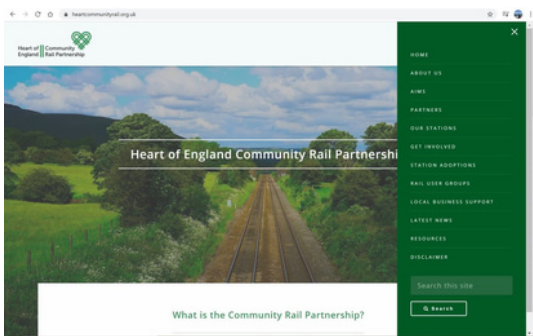 heartcommunityrail.org.uk
Heart of Community
England Rail Partnership
HOME
ABOUT US
AIMS
PARTNERS
OUR STATIONS
GET INVOLVED
STATION ADOPTIONS
RAIL USER GROUPS
LOCAL BUSINESS SUPPORT
LATEST NEWS
RESOURCES
DISCLAIMER
Search this site
Search
Heart of England Community Rail Partnershi
What is the Community Rail Partnership?